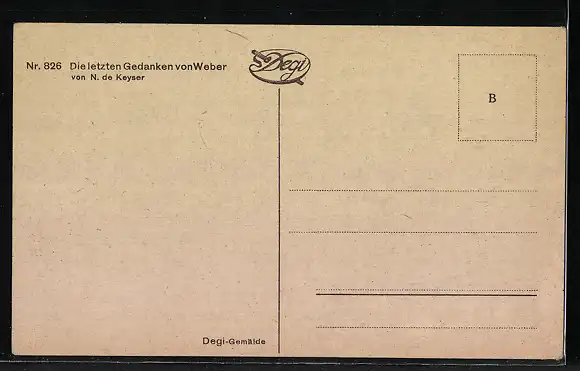 Nr. 826 Die letzten Gedanken von Weber
von N. de Keyser
Degi
B
Degi-Gemälde